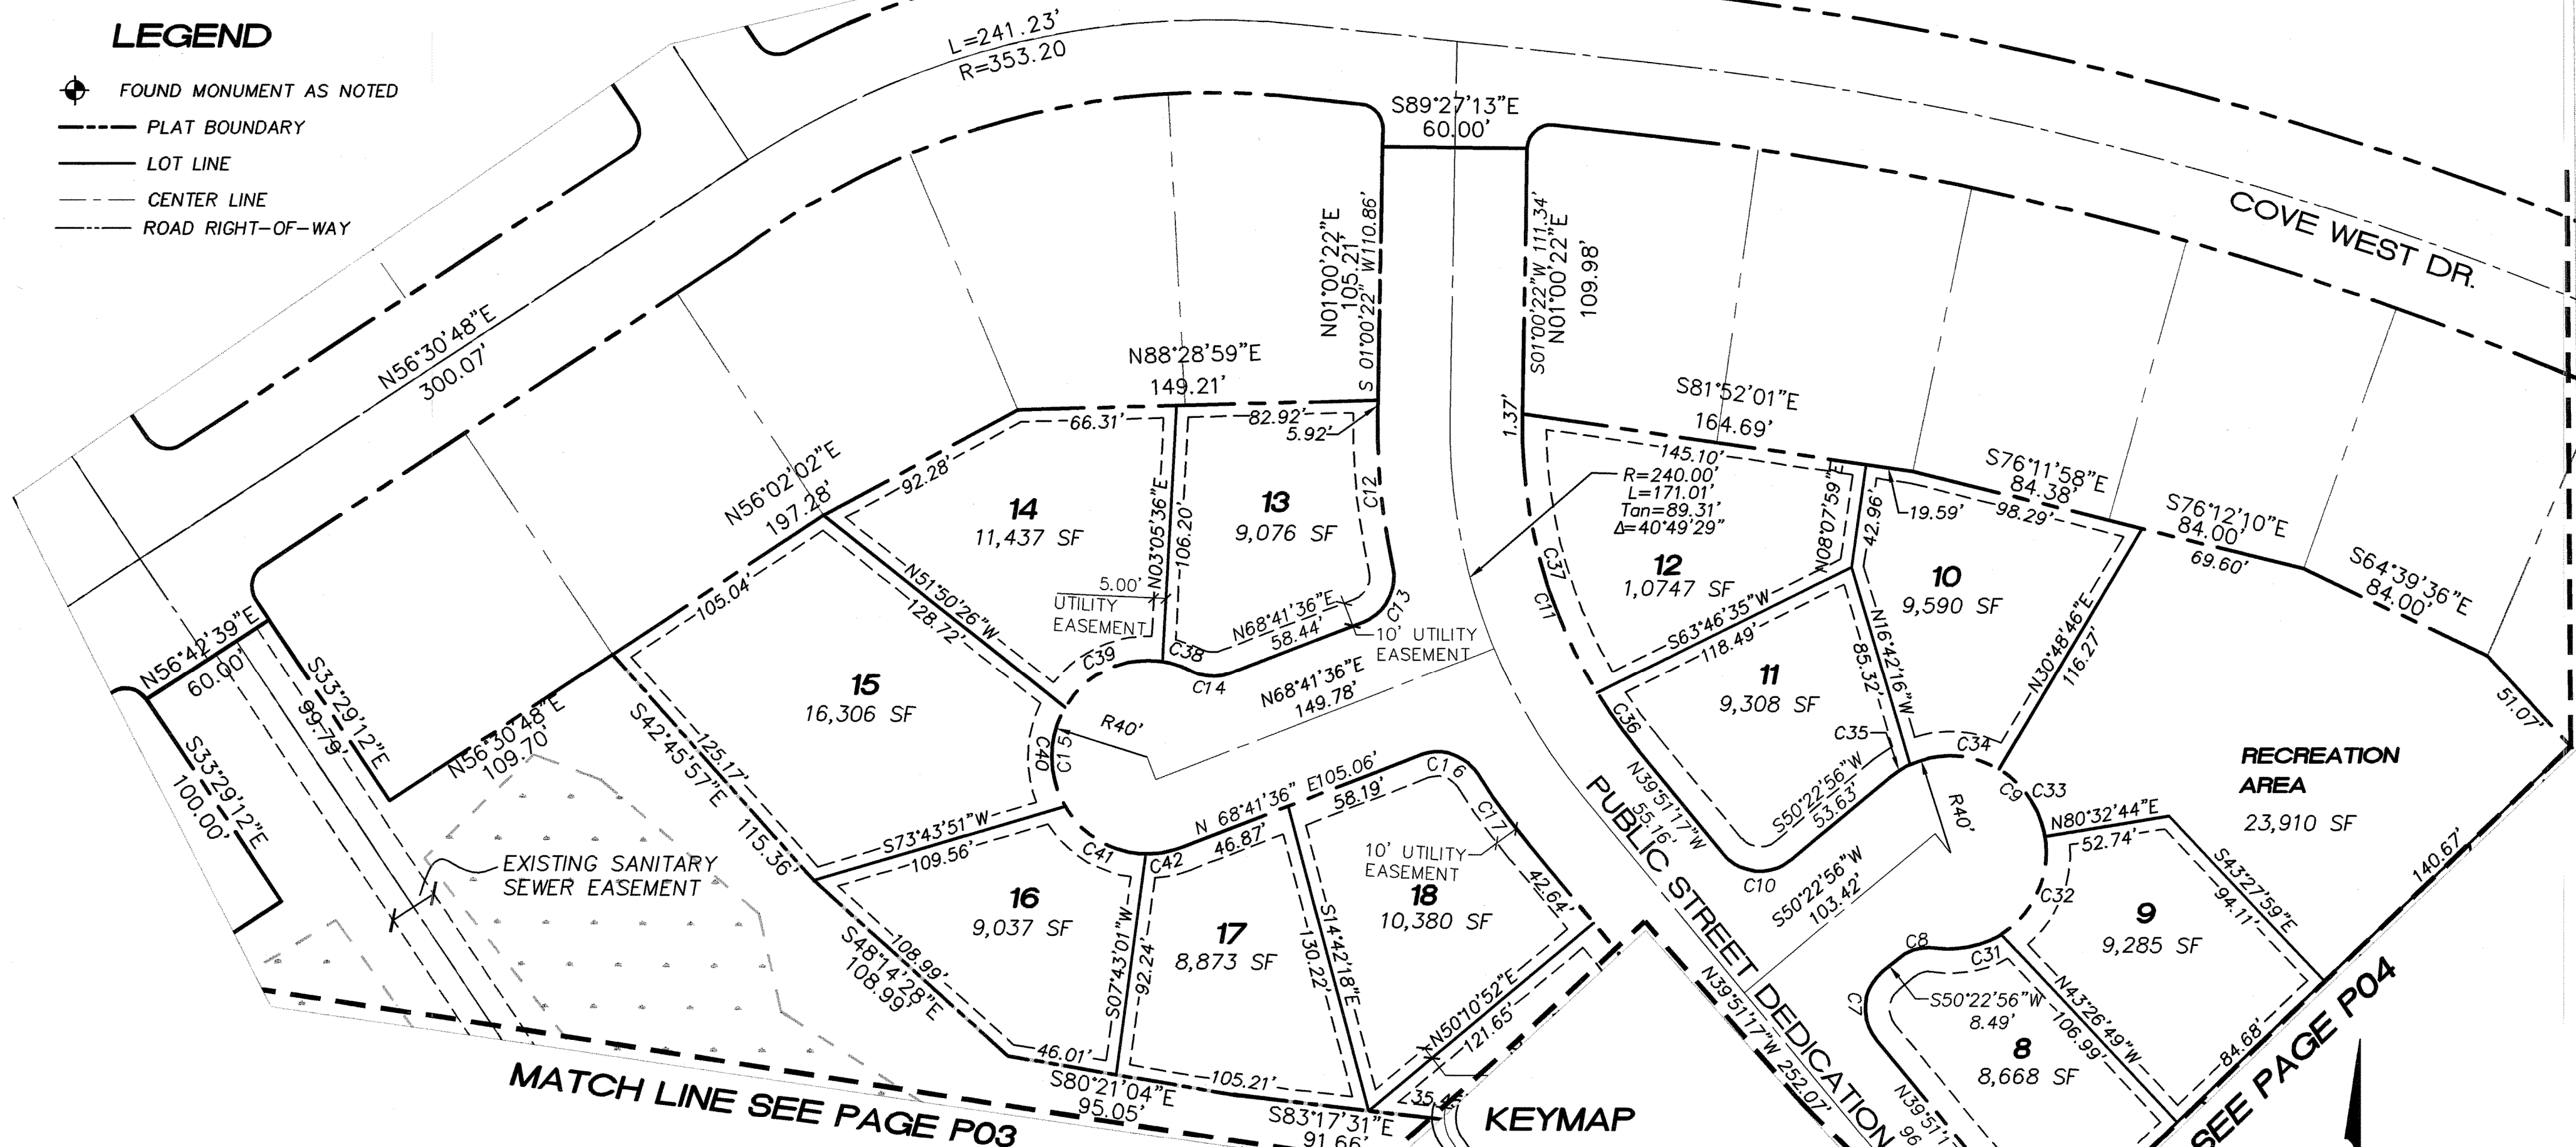 LEGEND
FOUND MONUMENT AS NOTED
PLAT BOUNDARY
LOT LINE
CENTER LINE
ROAD RIGHT-OF-WAY
L=241.23'
R=353.20
S89°27'13"E
60.00'
COVE WEST DR.
N56°30'48"E
300.07'
N01°00'22"E
105.21'
S 01°00'22" W110.86'
S01°00'22"W 111.34'
N01°00'22"E
109.98'
N88°28'59"E
149.21'
66.31'
82.92'
5.92'
1.37'
S81°52'01"E
164.69'
145.10'
R=240.00'
L=171.01'
Tan=89.31'
Δ=40°49'29"
S76°11'58"E
84.38'
19.59'
98.29'
S76°12'10"E
84.00'
69.60'
S64°39'36"E
84.00'
51.07'
N56°02'02"E
197.28'
92.28'
14
11,437 SF
N03°05'36"E
106.20'
13
9,076 SF
C12
C37
C11
12
1,0747 SF
N08°07'59"E
42.96'
10
9,590 SF
N30°48'46"E
116.27'
5.00'
UTILITY
EASEMENT
N68°41'36"E
58.44'
C13
10' UTILITY
EASEMENT
C38
C39
C14
N68°41'36"E
149.78'
S63°46'35"W
118.49'
11
9,308 SF
85.32'
N16°42'16"W
C36
C35
C34
105.04'
N51°50'26"W
128.72'
15
16,306 SF
R40'
C40
C15
N56°42'39"E
60.00'
S33°29'12"E
99.79'
S33°29'12"E
100.00'
N56°30'48"E
109.70'
S42°45'57"E
125.17'
115.36'
S73°43'51"W
109.56'
C41
C42
N 68°41'36" E105.06'
46.87'
58.19'
C16
C17
10' UTILITY
EASEMENT
42.64'
PUBLIC STREET DEDICATION
N39°51'17"W
55.16'
S50°22'56"W
53.63'
C10
R40'
C9
C33
S50°22'56"W
103.42'
N80°32'44"E
52.74'
C32
RECREATION
AREA
23,910 SF
140.67'
S43°27'59"E
94.11'
9
9,285 SF
EXISTING SANITARY
SEWER EASEMENT
16
9,037 SF
S07°43'01"W
92.24'
17
8,873 SF
S14°42'18"E
130.22'
18
10,380 SF
N50°10'52"E
121.65'
108.99'
S48°14'28"E
108.99'
46.01'
S80°21'04"E
95.05'
105.21'
S83°17'31"E
91.66'
N39°51'17"W 252.07'
C8
C31
C7
S50°22'56"W
8.49'
N43°26'49"W
106.99'
84.68'
8
8,668 SF
N39°51'1
96
MATCH LINE SEE PAGE P03
KEYMAP
SEE PAGE P04